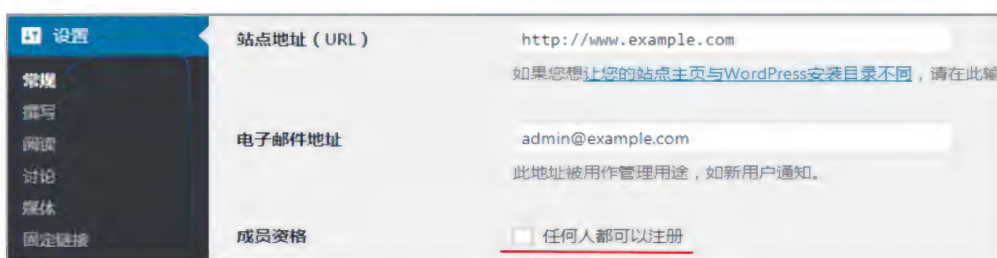 设置
常规
撰写
阅读
讨论
媒体
固定链接
站点地址（URL）
http://www.example.com
如果您想让您的站点主页与WordPress安装目录不同，请在此输
电子邮件地址
admin@example.com
此地址被用作管理用途，如新用户通知。
成员资格
任何人都可以注册